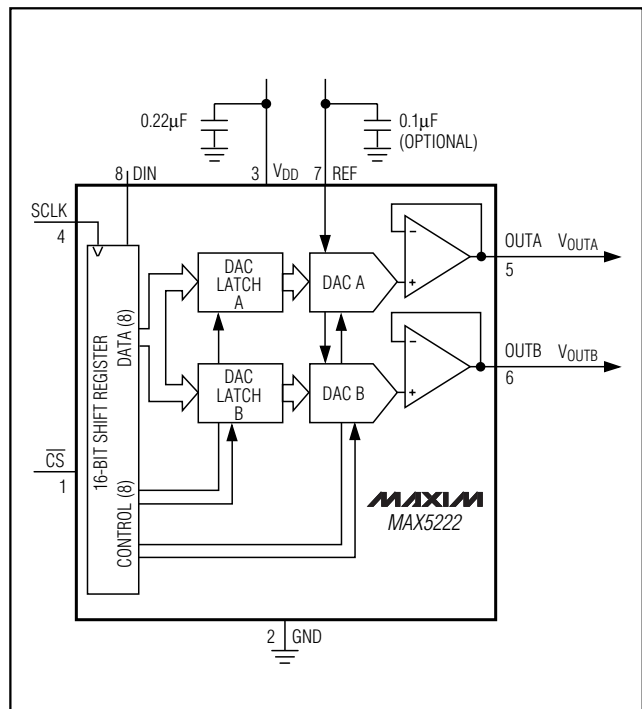 0.22µF
0.1µF
(OPTIONAL)
8 DIN
3 VDD
7 REF
SCLK
4
DAC
LATCH
A
DAC A
OUTA VOUTA
5
16-BIT SHIFT REGISTER
DATA (8)
CONTROL (8)
DAC
LATCH
B
DAC B
OUTB VOUTB
6
CS
1
MAXIM
MAX5222
2 GND
− +
− +